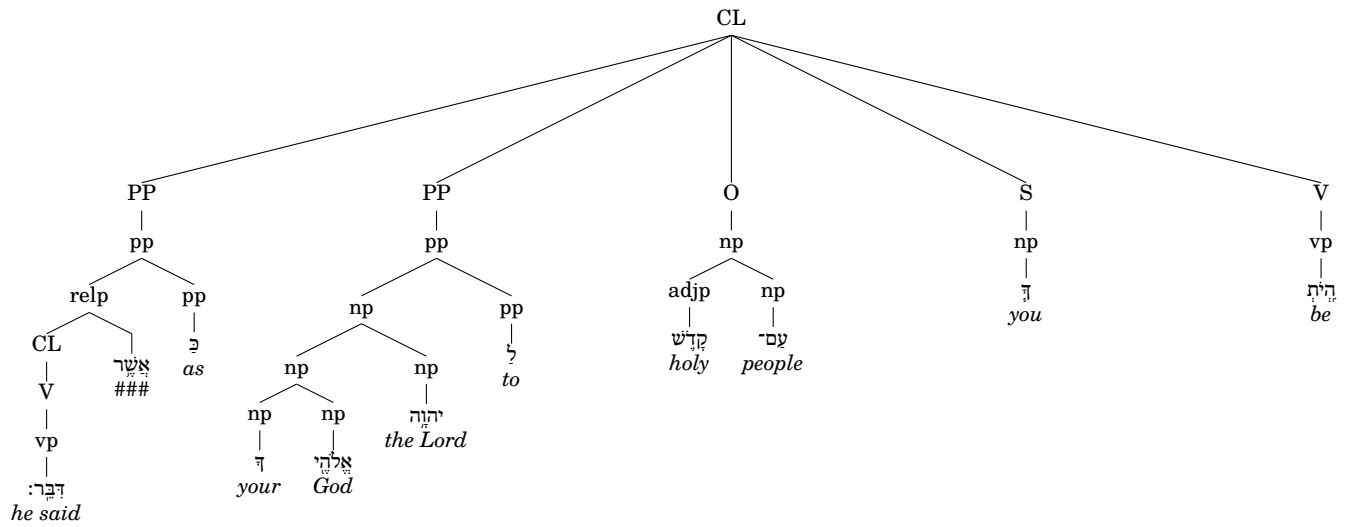 CL
PP PP O S V
pp pp np np vp
relp pp np pp adjp np ךָ֛ הְיֹֽתְ
you be
CL אֲשֶׁ֥ר כַּ np np לַ קָדֹ֛שׁ עַם־
### as to holy people
V np np יְהוָ֥ה
the Lord
vp ךָ אֱלֹהֶ֖י
your God
דִּבֵּֽר׃
he said